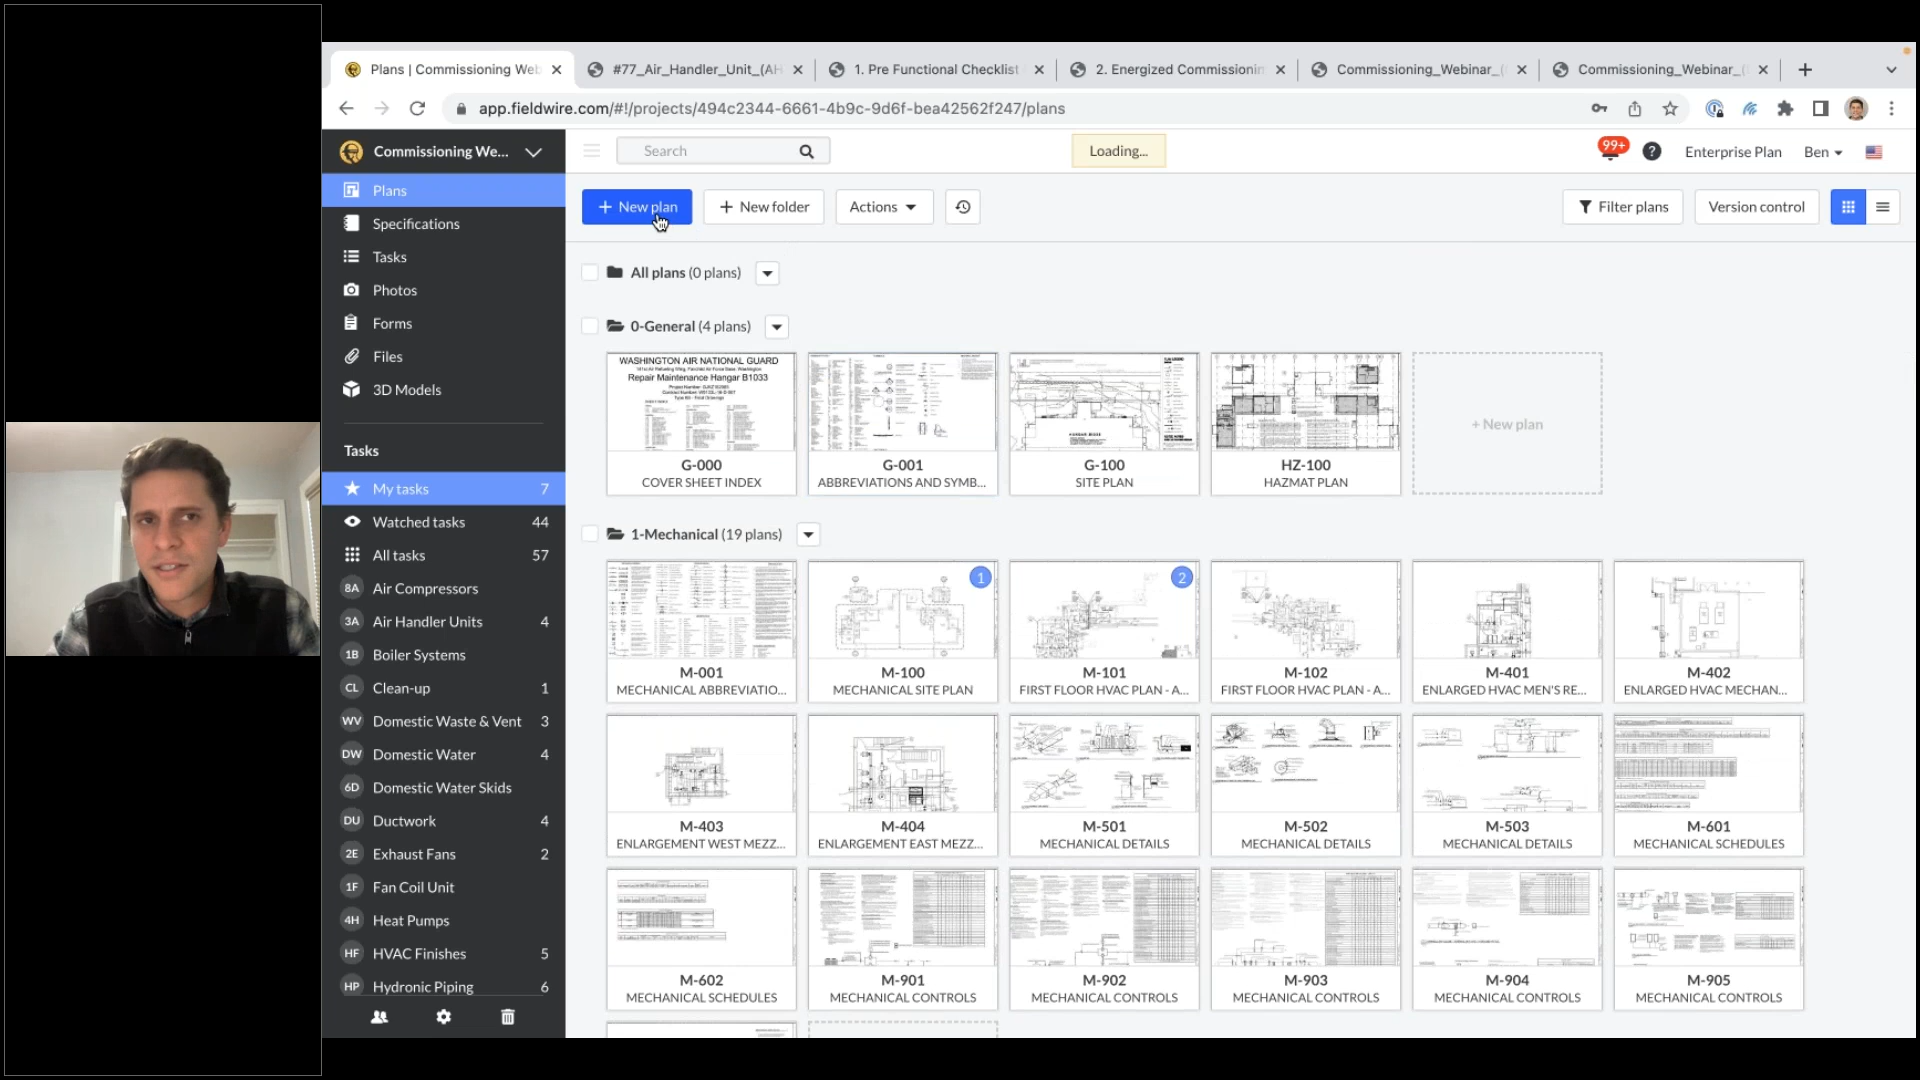 Plans | Commissioning Web
#77_Air_Handler_Unit_(AH
1. Pre Functional Checklist
2. Energized Commissionin
Commissioning_Webinar_(
Commissioning_Webinar_(
app.fieldwire.com/#!/projects/494c2344-6661-4b9c-9d6f-bea42562f247/plans
Commissioning We...
Search
Loading...
99+
Enterprise Plan
Ben
Plans
Specifications
Tasks
Photos
Forms
Files
3D Models
Tasks
My tasks 7
Watched tasks 44
All tasks 57
8A Air Compressors
3A Air Handler Units 4
1B Boiler Systems
CL Clean-up 1
WV Domestic Waste & Vent 3
DW Domestic Water 4
6D Domestic Water Skids
DU Ductwork 4
2E Exhaust Fans 2
1F Fan Coil Unit
4H Heat Pumps
HF HVAC Finishes 5
HP Hydronic Piping 6
+ New plan
+ New folder
Actions
Filter plans
Version control
All plans (0 plans)
0-General (4 plans)
WASHINGTON AIR NATIONAL GUARD
Repair Maintenance Hangar B1033
G-000
COVER SHEET INDEX
G-001
ABBREVIATIONS AND SYMB...
G-100
SITE PLAN
HZ-100
HAZMAT PLAN
+ New plan
1-Mechanical (19 plans)
M-001
MECHANICAL ABBREVIATIO...
1
M-100
MECHANICAL SITE PLAN
2
M-101
FIRST FLOOR HVAC PLAN - A...
M-102
FIRST FLOOR HVAC PLAN - A...
M-401
ENLARGED HVAC MEN'S RE...
M-402
ENLARGED HVAC MECHAN...
M-403
ENLARGEMENT WEST MEZZ...
M-404
ENLARGEMENT EAST MEZZ...
M-501
MECHANICAL DETAILS
M-502
MECHANICAL DETAILS
M-503
MECHANICAL DETAILS
M-601
MECHANICAL SCHEDULES
M-602
MECHANICAL SCHEDULES
M-901
MECHANICAL CONTROLS
M-902
MECHANICAL CONTROLS
M-903
MECHANICAL CONTROLS
M-904
MECHANICAL CONTROLS
M-905
MECHANICAL CONTROLS